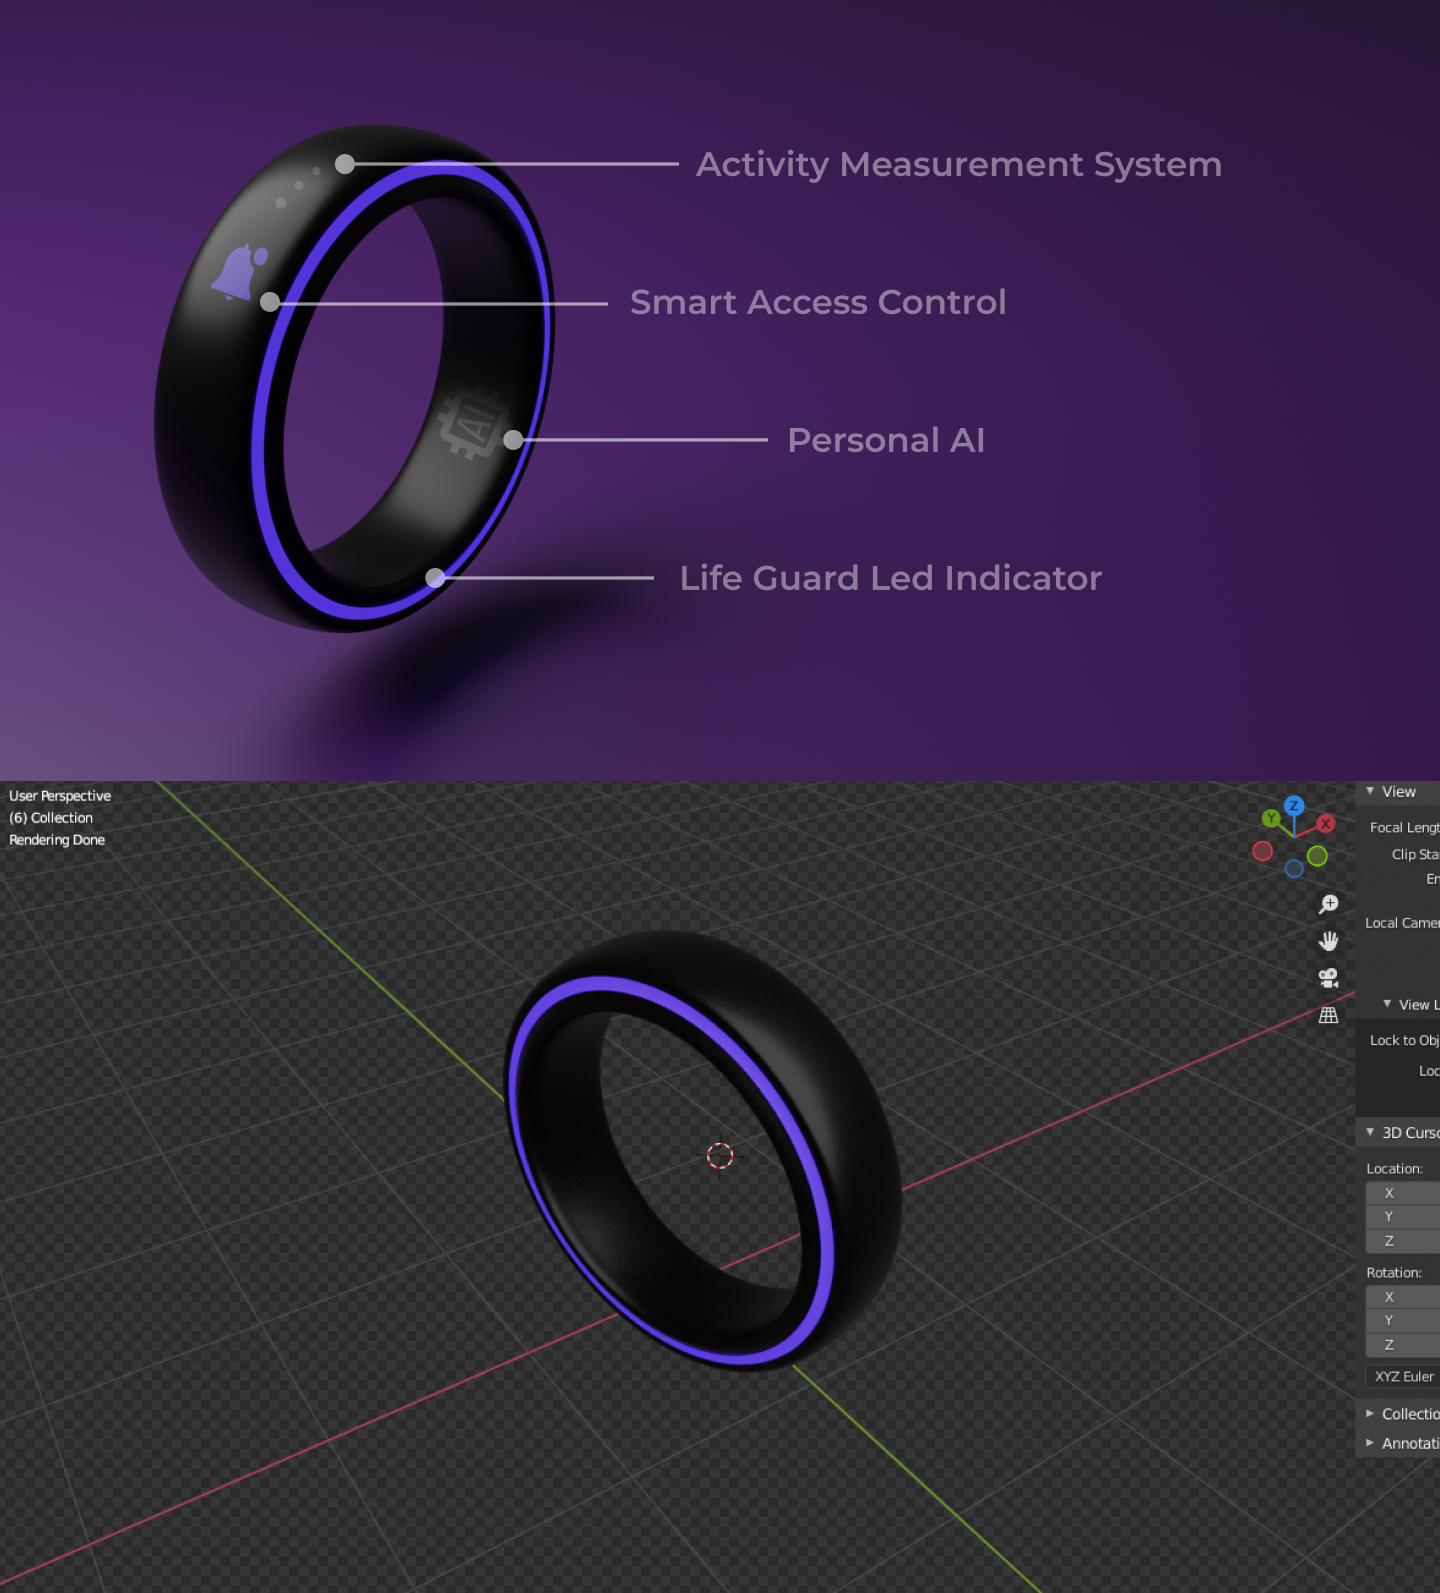 Activity Measurement System
Smart Access Control
AI
Personal AI
Life Guard Led Indicator
User Perspective
(6) Collection
Rendering Done
Z
Y
X
View
Focal Lengt
Clip Sta
En
Local Camer
View L
Lock to Obj
Loc
3D Curso
Location:
X
Y
Z
Rotation:
X
Y
Z
XYZ Euler
Collectio
Annotati